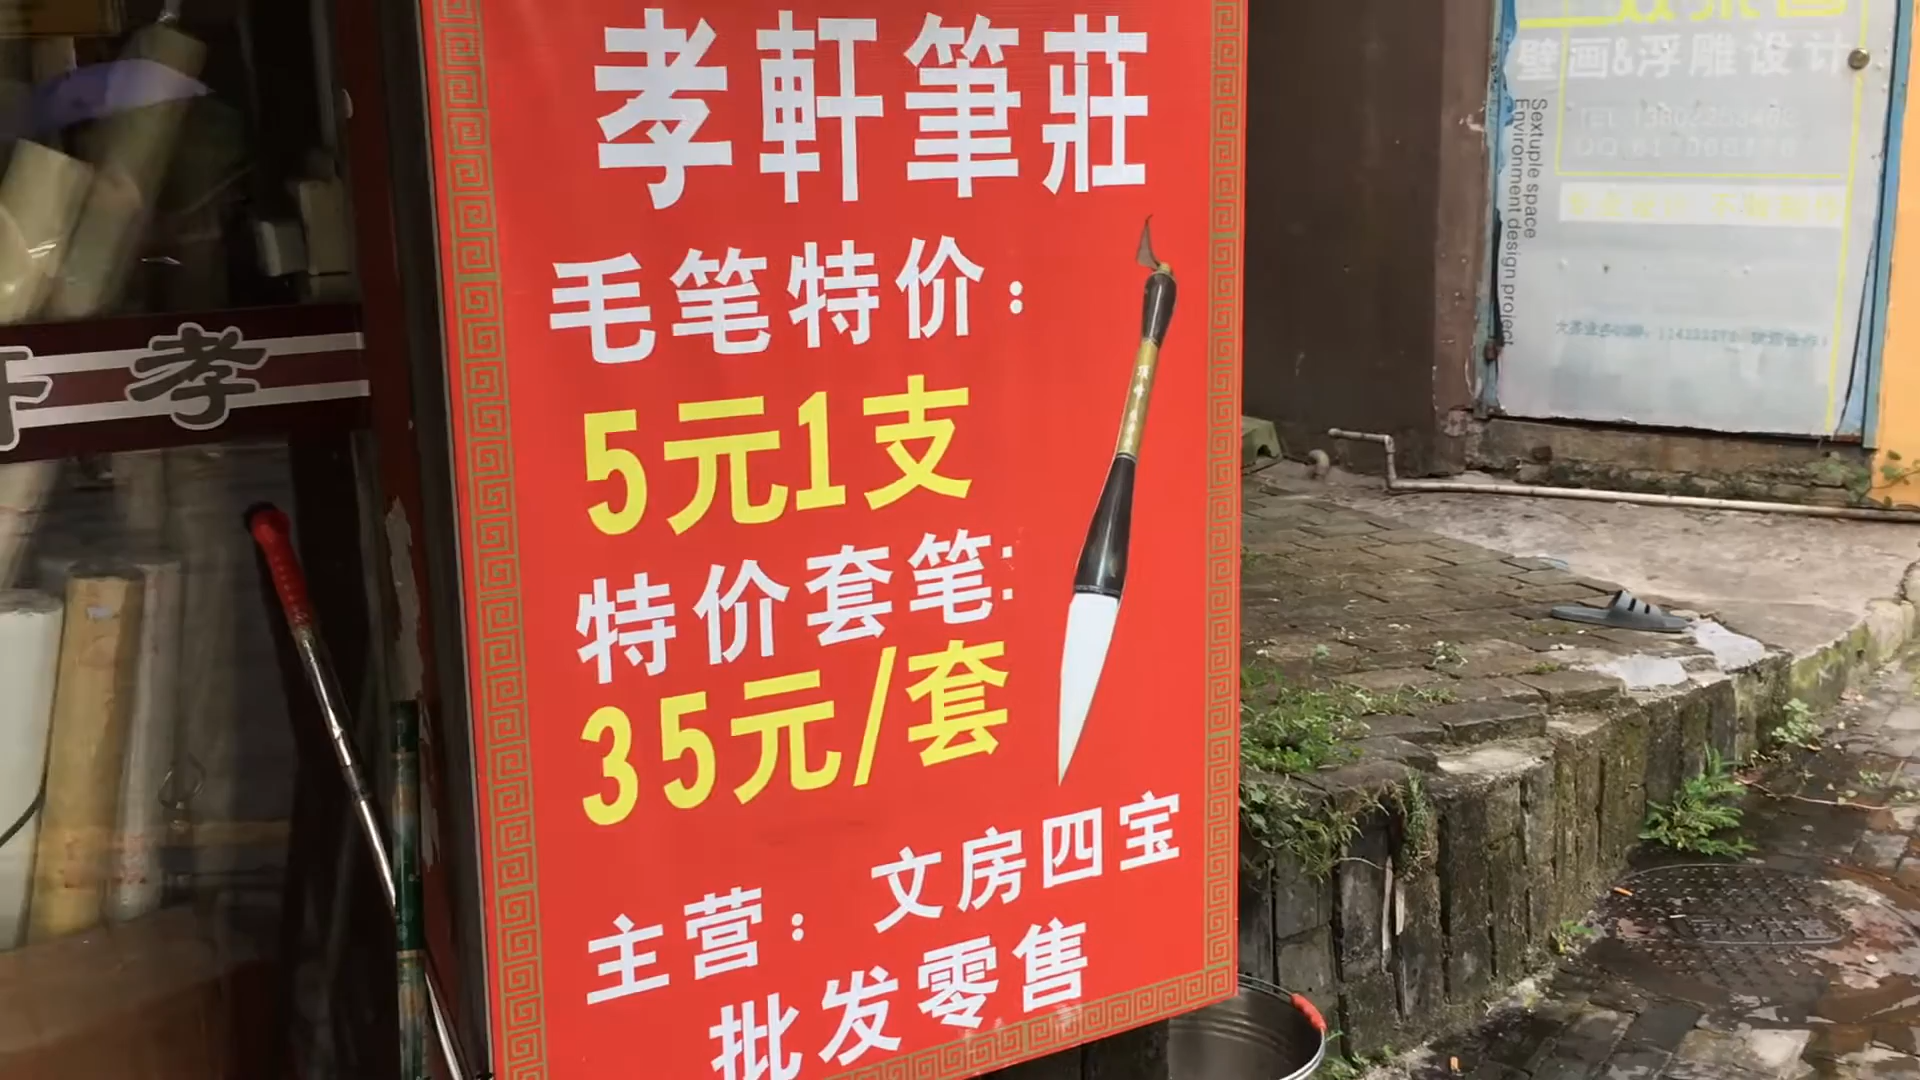 孝軒筆莊
毛笔特价：
5元1支
特价套笔:
35元/套
主营：文房四宝
批发零售
孝
壁画&浮雕设计
Sextuple space
Environment design project